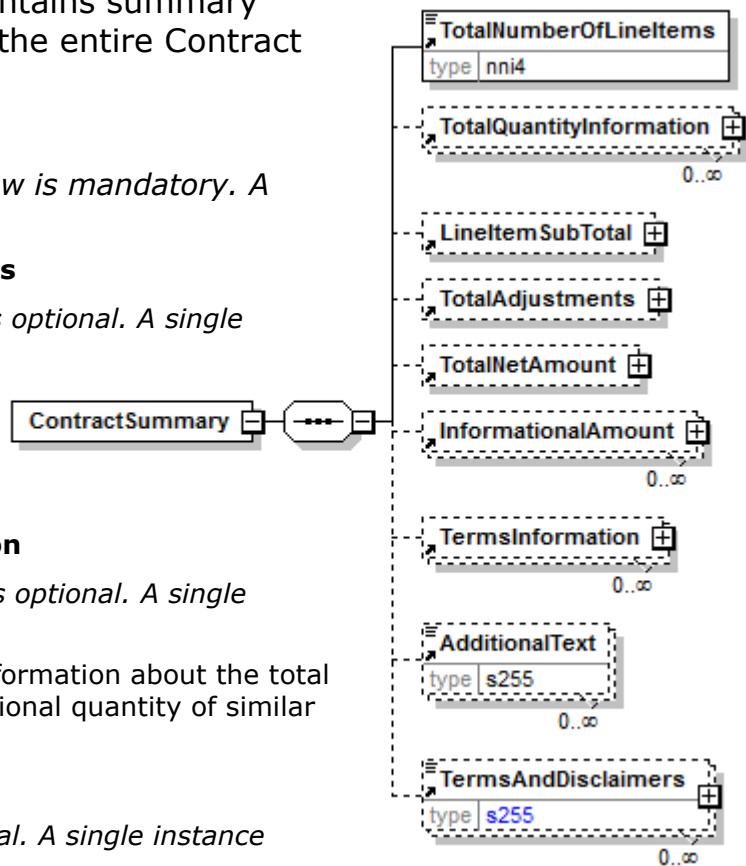 ntains summary
the entire Contract
w is mandatory. A
s
s optional. A single
on
s optional. A single
formation about the total
ional quantity of similar
al. A single instance
ContractSummary
TotalNumberOfLineItems
type nni4
TotalQuantityInformation
0..∞
LineItemSubTotal
TotalAdjustments
TotalNetAmount
InformationalAmount
0..∞
TermsInformation
0..∞
AdditionalText
type s255
0..∞
TermsAndDisclaimers
type s255
0..∞